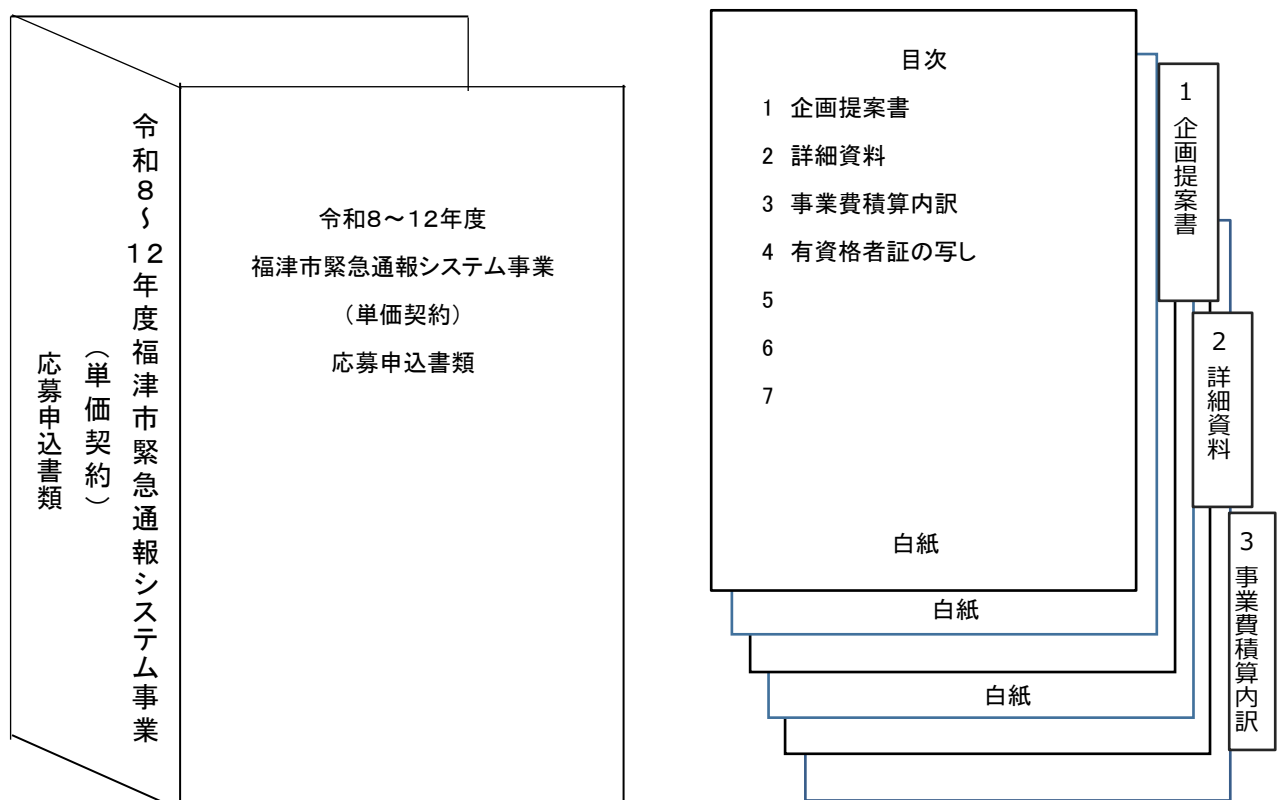 令和8～12年度福津市緊急通報システム事業
（単価契約）
応募申込書類
令和8～12年度
福津市緊急通報システム事業
（単価契約）
応募申込書類
目次
1 企画提案書
2 詳細資料
3 事業費積算内訳
4 有資格者証の写し
5
6
7
白紙
白紙
白紙
1 企画提案書
2 詳細資料
3 事業費積算内訳